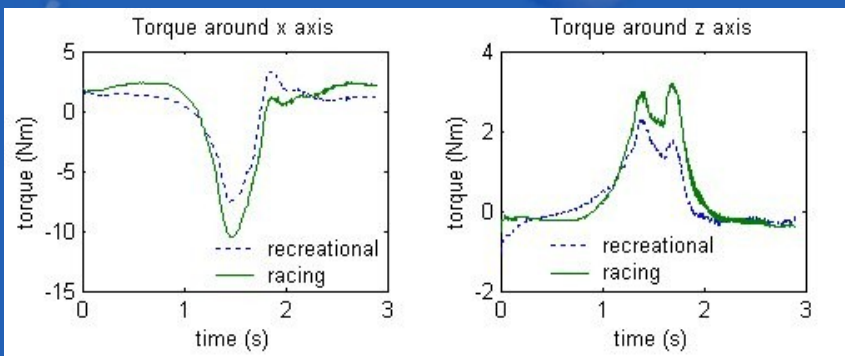 Torque around x axis
5
0
-5
-10
-15
torque (Nm)
recreational
racing
0
1
2
3
time (s)
Torque around z axis
4
2
0
-2
torque (Nm)
recreational
racing
0
1
2
3
time (s)